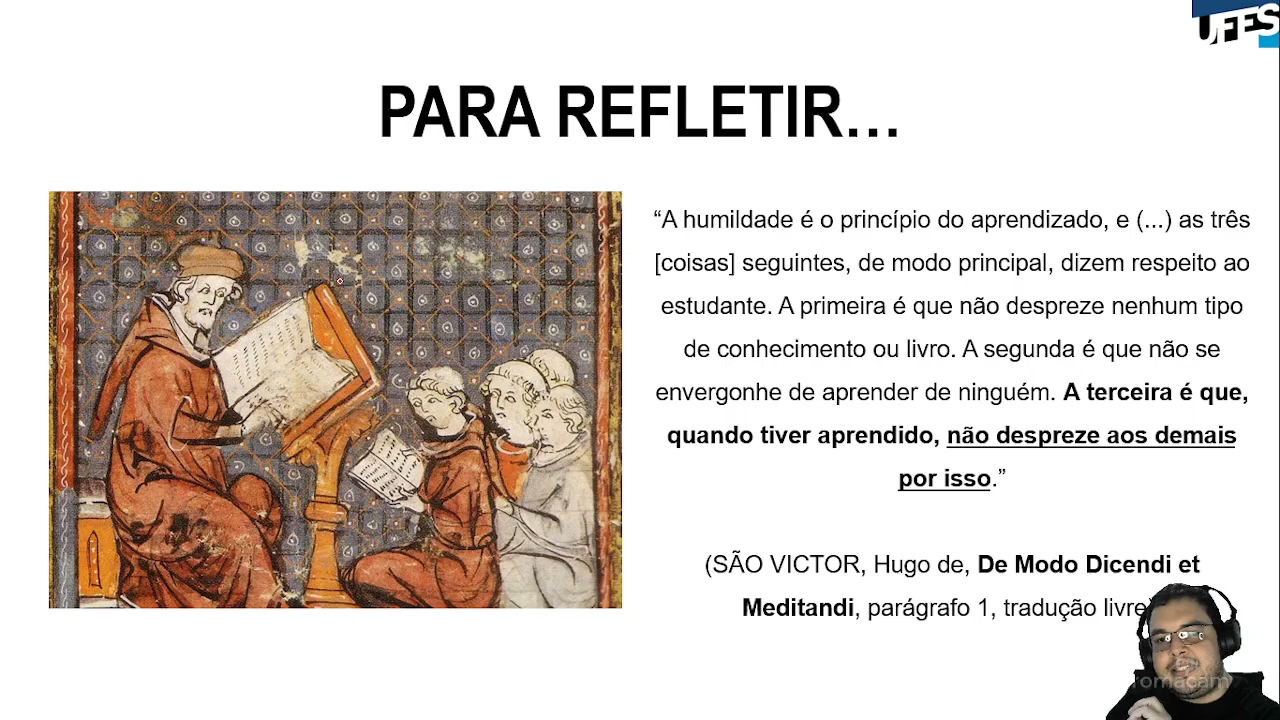 UFES
PARA REFLETIR...
“A humildade é o princípio do aprendizado, e (...) as três
[coisas] seguintes, de modo principal, dizem respeito ao
estudante. A primeira é que não despreze nenhum tipo
de conhecimento ou livro. A segunda é que não se
envergonhe de aprender de ninguém. A terceira é que,
quando tiver aprendido, não despreze aos demais
por isso.”
(SÃO VICTOR, Hugo de, De Modo Dicendi et
Meditandi, parágrafo 1, tradução livre